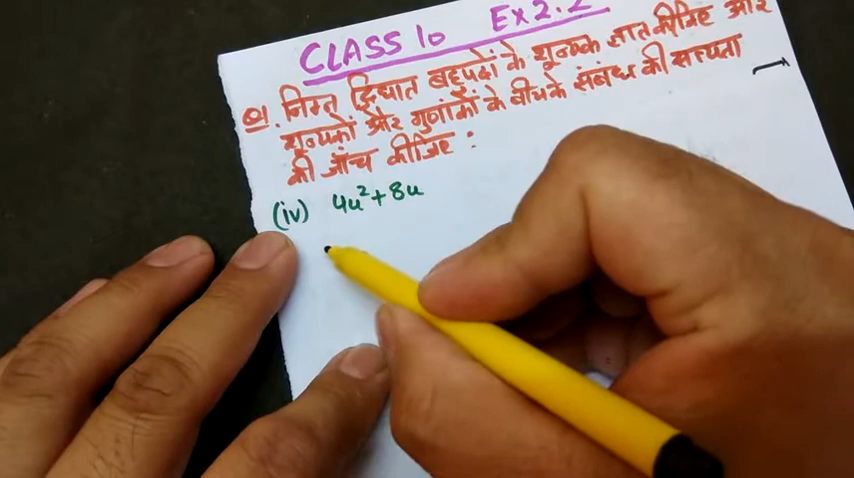 CLASS 10 Ex 2.2
Q1. निम्न द्विघात बहुपदों के शून्यक ज्ञात कीजिए और
शून्यकों और गुणांकों के बीच के संबंध की सत्यता
की जाँच कीजिए :
(iv) 4u²+8u